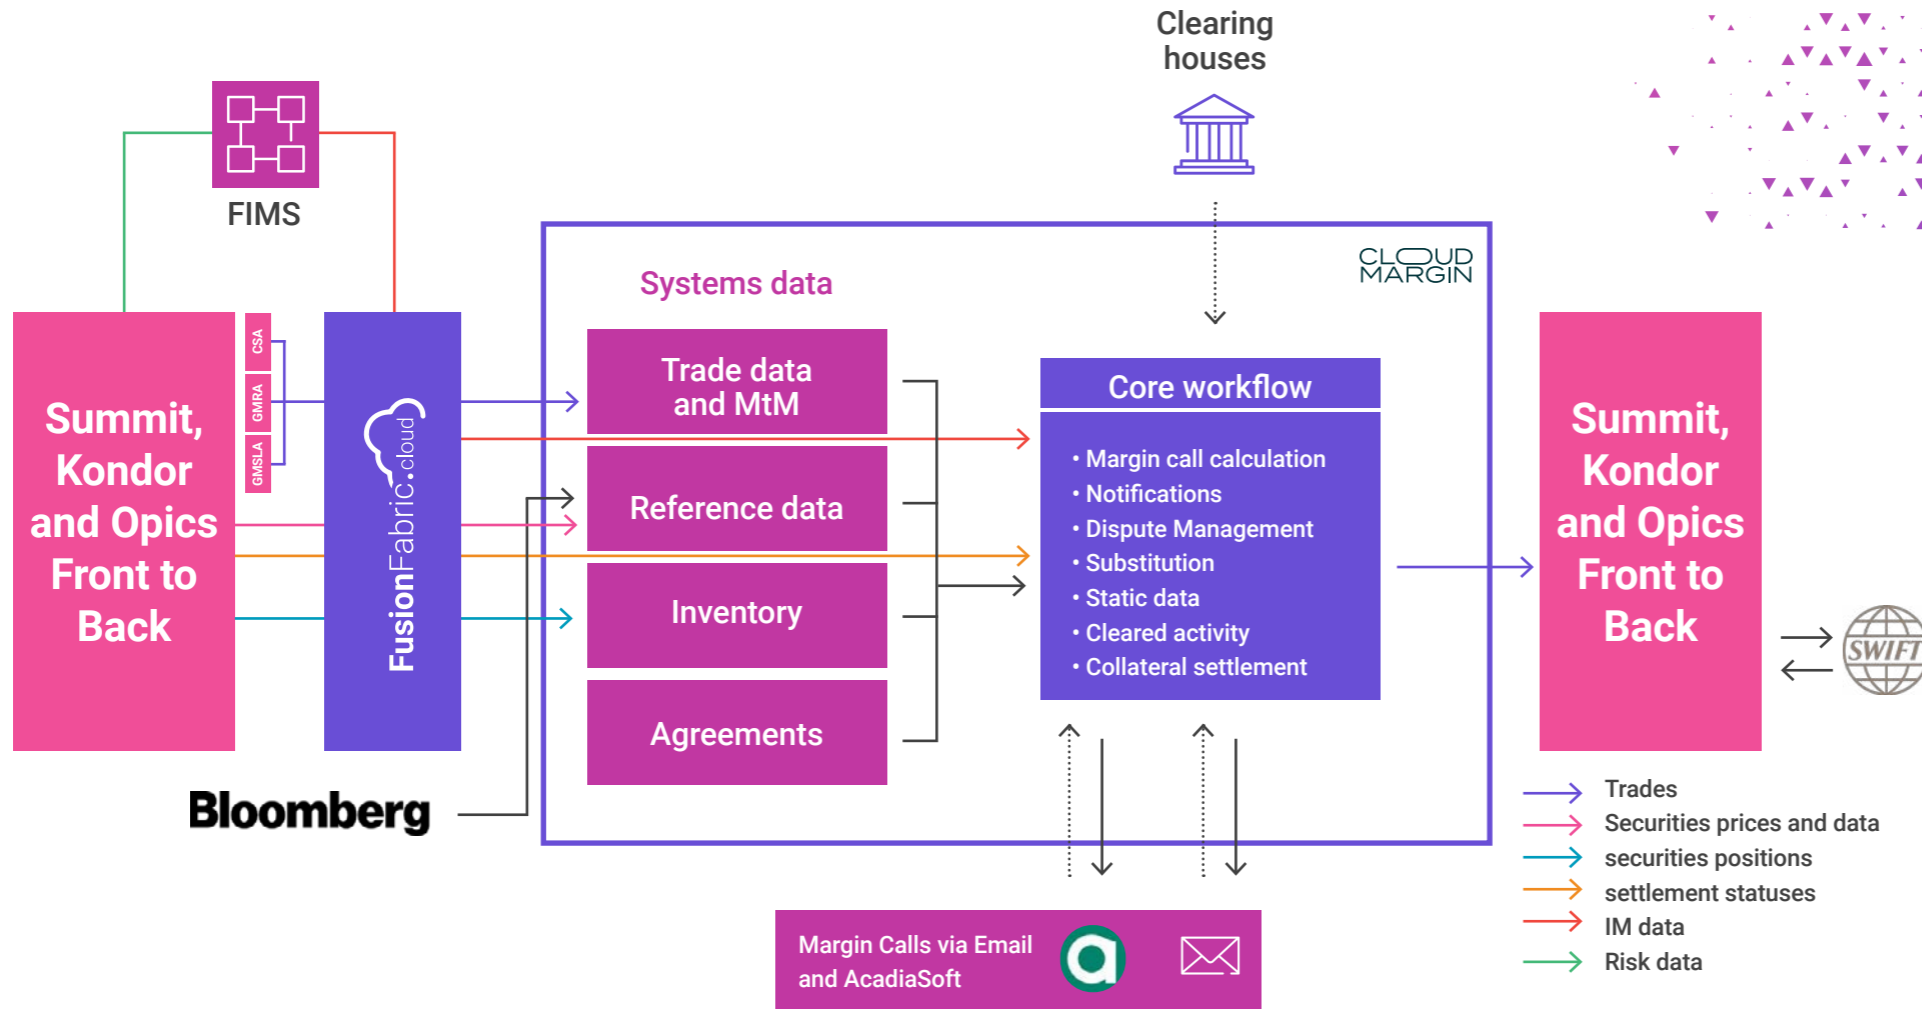 Clearing
houses
FIMS
CLOUD
MARGIN
Systems data
Summit,
Kondor
and Opics
Front to
Back
CSA
GMRA
GMSLA
FusionFabric.cloud
Trade data
and MtM
Reference data
Inventory
Agreements
Core workflow
• Margin call calculation
• Notifications
• Dispute Management
• Substitution
• Static data
• Cleared activity
• Collateral settlement
Summit,
Kondor
and Opics
Front to
Back
SWIFT
Bloomberg
Trades
Securities prices and data
securities positions
settlement statuses
IM data
Risk data
Margin Calls via Email
and AcadiaSoft
a